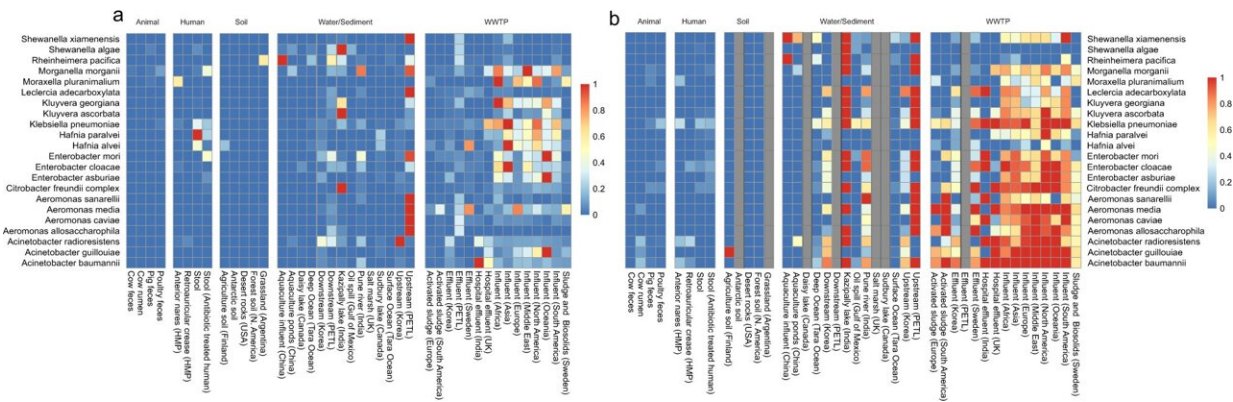 a
Animal
Human
Soil
Water/Sediment
WWTP
Shewanella xiamenensis
Shewanella algae
Rheinheimera pacifica
Morganella morganii
Moraxella pluranimalium
Leclercia adecarboxylata
Kluyvera georgiana
Kluyvera ascorbata
Klebsiella pneumoniae
Hafnia paralvei
Hafnia alvei
Enterobacter mori
Enterobacter cloacae
Enterobacter asburiae
Citrobacter freundii complex
Aeromonas sanarellii
Aeromonas media
Aeromonas caviae
Aeromonas allosaccharophila
Acinetobacter radioresistens
Acinetobacter guillouiae
Acinetobacter baumannii
1
0.8
0.6
0.4
0.2
0
Cow feces
Cow rumen
Pig feces
Poultry feces
Anterior nares (HMP)
Retroauricular crease (HMP)
Stool
Stool (Antibiotic treated human)
Agriculture soil (Finland)
Antarctic soil
Desert rocks (USA)
Forest soil (N America)
Grassland (Argentina)
Aquaculture influent (China)
Aquaculture ponds (China)
Daisy lake (Canada)
Deep Ocean (Tara Ocean)
Downstream (Korea)
Downstream (PETL)
Kazipally lake (India)
Oil spill (Gulf of Mexico)
Pune river (India)
Salt marsh (UK)
Sudbury lake (Canada)
Surface Ocean (Tara Ocean)
Upstream (Korea)
Upstream (PETL)
Activated sludge (Europe)
Activated sludge (South America)
Effluent (Korea)
Effluent (PETL)
Effluent (Sweden)
Hospital effluent (India)
Hospital effluent (UK)
Influent (Africa)
Influent (Asia)
Influent (Europe)
Influent (Middle East)
Influent (North America)
Influent (Oceania)
Influent (South America)
Sludge and Biosolids (Sweden)
b
Animal
Human
Soil
Water/Sediment
WWTP
Shewanella xiamenensis
Shewanella algae
Rheinheimera pacifica
Morganella morganii
Moraxella pluranimalium
Leclercia adecarboxylata
Kluyvera georgiana
Kluyvera ascorbata
Klebsiella pneumoniae
Hafnia paralvei
Hafnia alvei
Enterobacter mori
Enterobacter cloacae
Enterobacter asburiae
Citrobacter freundii complex
Aeromonas sanarellii
Aeromonas media
Aeromonas caviae
Aeromonas allosaccharophila
Acinetobacter radioresistens
Acinetobacter guillouiae
Acinetobacter baumannii
1
0.8
0.6
0.4
0.2
0
Cow feces
Cow rumen
Pig feces
Poultry feces
Anterior nares (HMP)
Retroauricular crease (HMP)
Stool
Stool (Antibiotic treated human)
Agriculture soil (Finland)
Antarctic soil
Desert rocks (USA)
Forest soil (N America)
Grassland (Argentina)
Aquaculture influent (China)
Aquaculture ponds (China)
Daisy lake (Canada)
Deep Ocean (Tara Ocean)
Downstream (Korea)
Downstream (PETL)
Kazipally lake (India)
Oil spill (Gulf of Mexico)
Pune river (India)
Salt marsh (UK)
Sudbury lake (Canada)
Surface Ocean (Tara Ocean)
Upstream (Korea)
Upstream (PETL)
Activated sludge (Europe)
Activated sludge (South America)
Effluent (Korea)
Effluent (PETL)
Effluent (Sweden)
Hospital effluent (India)
Hospital effluent (UK)
Influent (Africa)
Influent (Asia)
Influent (Europe)
Influent (Middle East)
Influent (North America)
Influent (Oceania)
Influent (South America)
Sludge and Biosolids (Sweden)